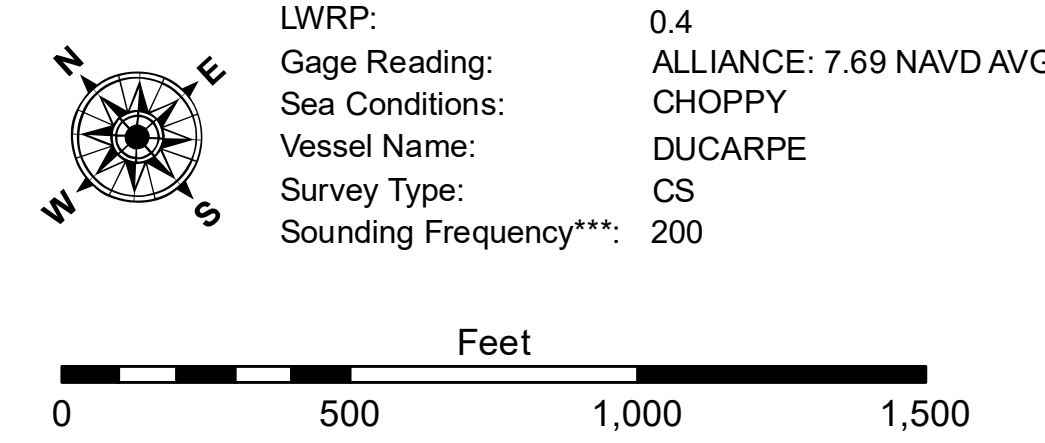 N E
W S
LWRP: 0.4
Gage Reading: ALLIANCE: 7.69 NAVD AVG
Sea Conditions: CHOPPY
Vessel Name: DUCARPE
Survey Type: CS
Sounding Frequency***: 200
Feet
0 500 1,000 1,500